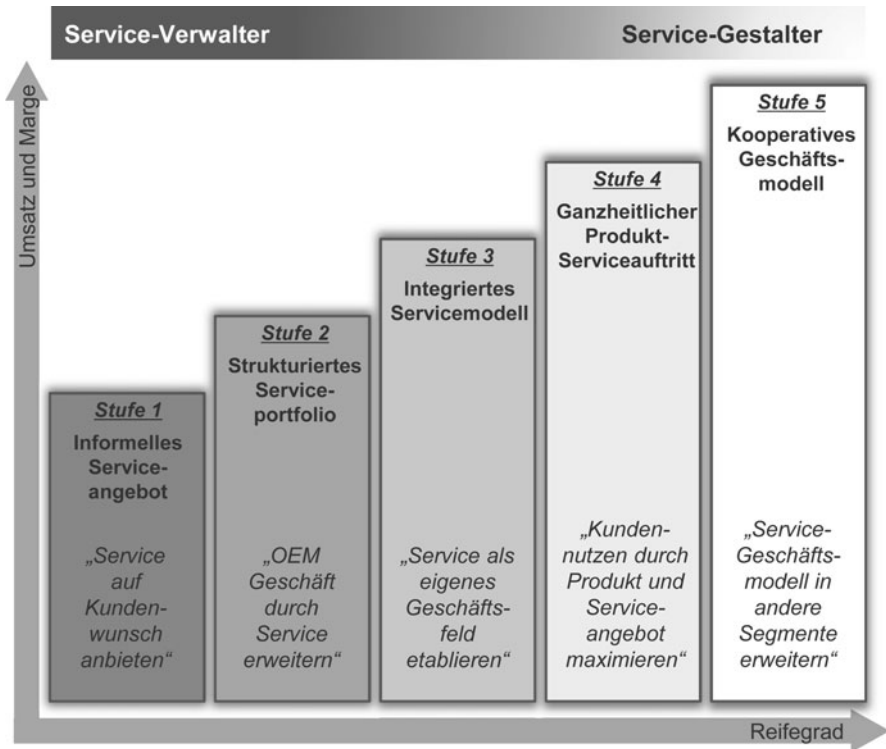 Service-Verwalter
Service-Gestalter
Umsatz und Marge
Stufe 1
Informelles
Service-
angebot
„Service
auf
Kunden-
wunsch
anbieten“
Stufe 2
Strukturiertes
Service-
portfolio
„OEM
Geschäft
durch
Service
erweitern“
Stufe 3
Integriertes
Servicemodell
„Service als
eigenes
Geschäfts-
feld
etablieren“
Stufe 4
Ganzheitlicher
Produkt-
Serviceauftritt
„Kunden-
nutzen durch
Produkt und
Service-
angebot
maximieren“
Stufe 5
Kooperatives
Geschäfts-
modell
„Service-
Geschäfts-
modell in
andere
Segmente
erweitern“
Reifegrad